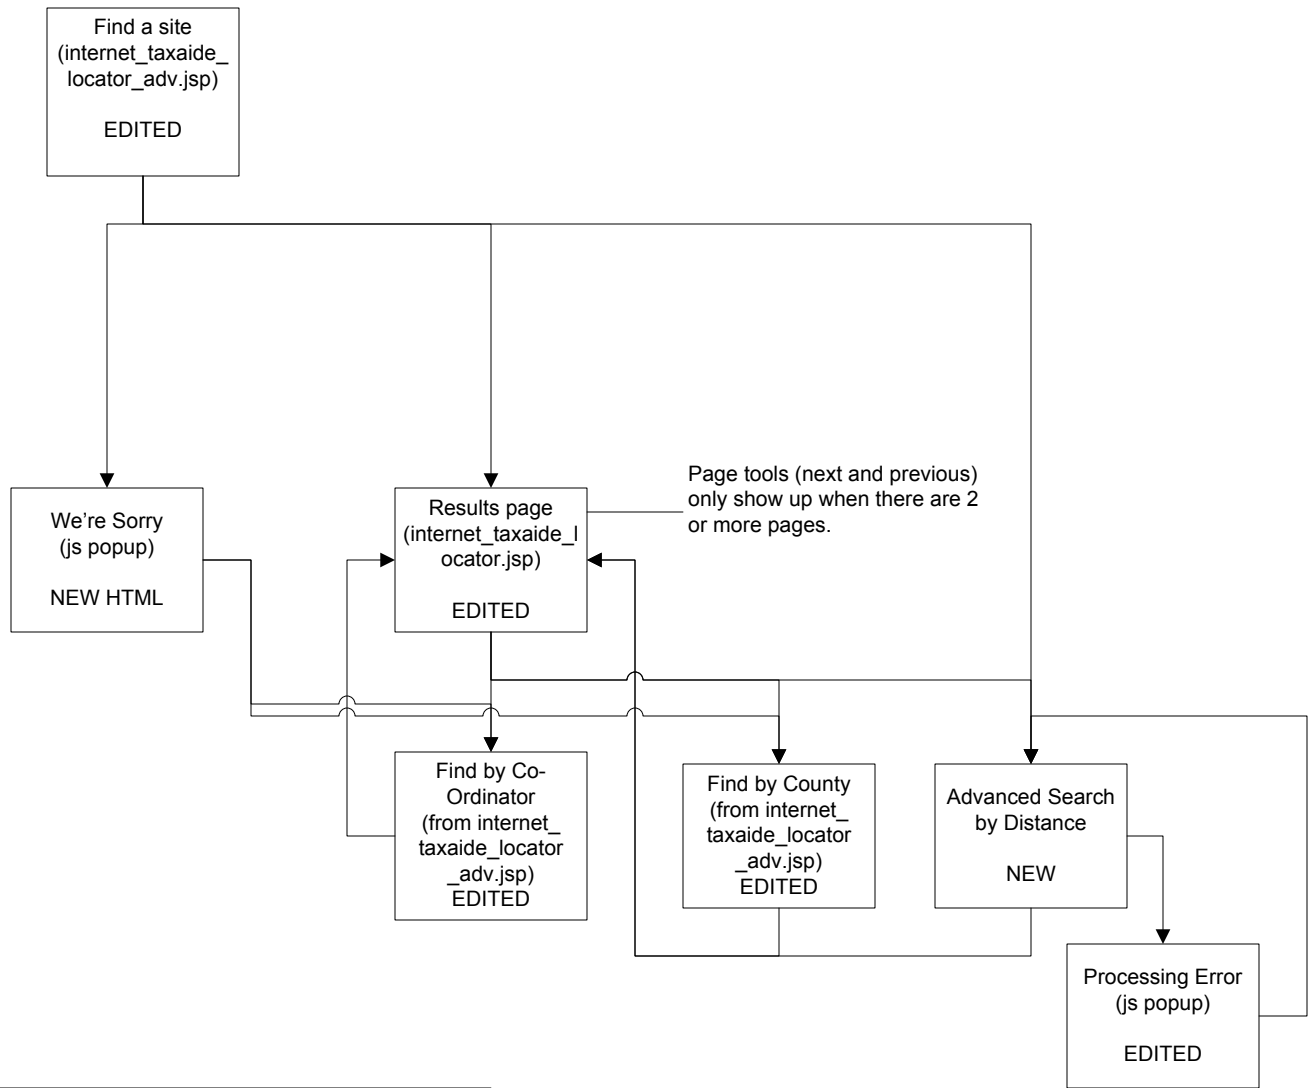 Find a site
(internet_taxaide_
locator_adv.jsp)
EDITED
Page tools (next and previous)
only show up when there are 2
or more pages.
We're Sorry
(js popup)
NEW HTML
Results page
(internet_taxaide_l
ocator.jsp)
EDITED
Find by Co-
Ordinator
(from internet_
taxaide_locator
_adv.jsp)
EDITED
Find by County
(from internet_
taxaide_locator
_adv.jsp)
EDITED
Advanced Search
by Distance
NEW
Processing Error
(js popup)
EDITED